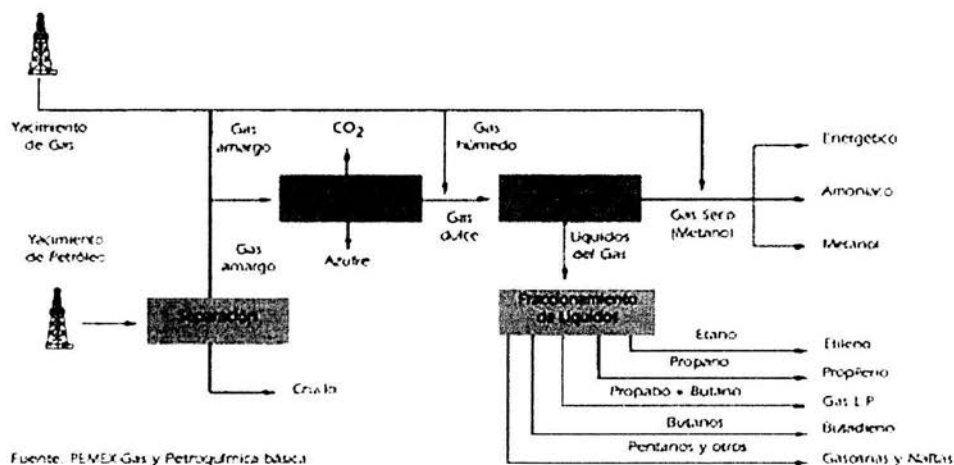 Yacimiento
de Gas
Gas
amargo
CO2
Gas
húmedo
Energético
Amoniaco
Gas
dulce
Gas Seco
(Metano)
Metanol
Azufre
Líquidos
del Gas
Yacimiento
de Petróleo
Gas
amargo
Separador
Fraccionamiento
de Líquidos
Etano
Etileno
Propano
Propileno
Crudo
Propano + Butano
Gas L.P.
Butanos
Butadieno
Pentanos y otros
Gasolinas y Naftas
Fuente: PEMEX-Gas y Petroquímica básica